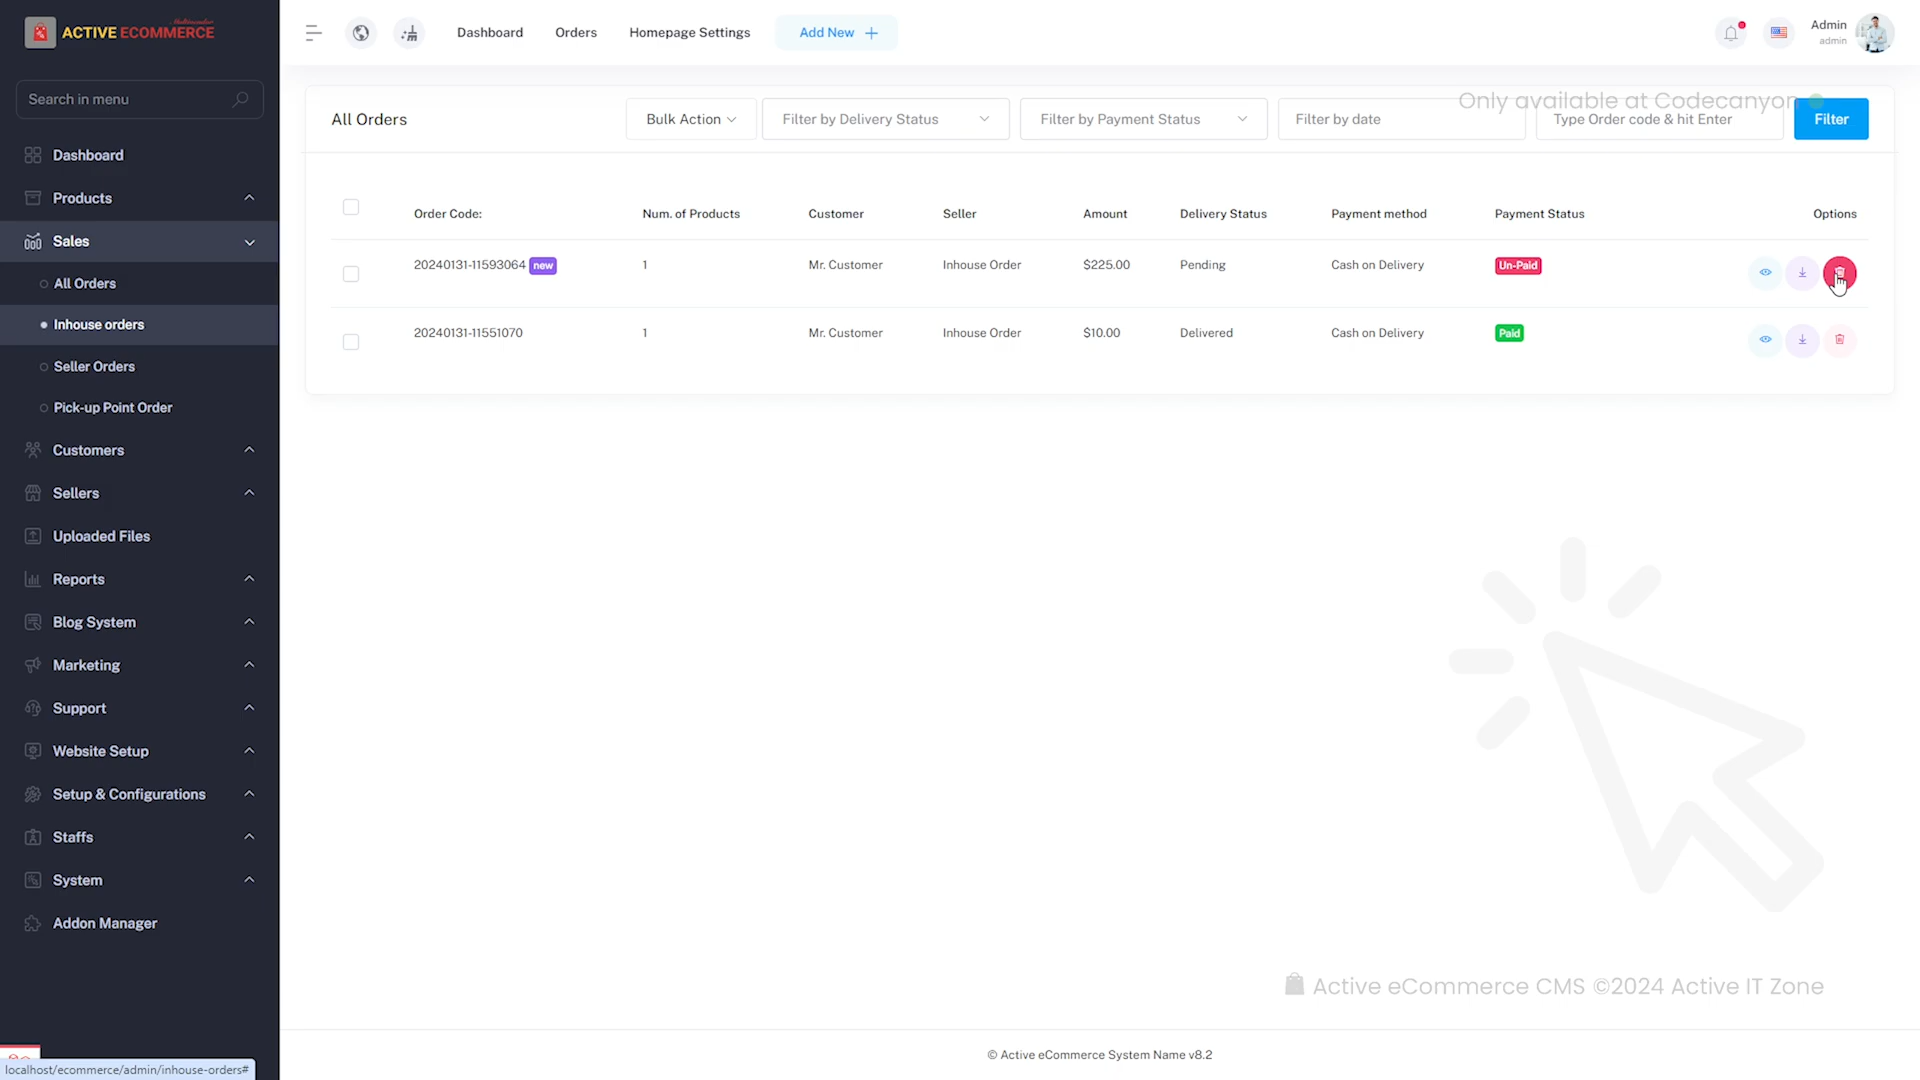 Multivendor
ACTIVE ECOMMERCE
Dashboard
Orders
Homepage Settings
Add New
Admin
admin
Search in menu
Only available at Codecanyon
All Orders
Bulk Action
Filter by Delivery Status
Filter by Payment Status
Filter by date
Type Order code & hit Enter
Filter
Dashboard
Products
Sales
All Orders
Inhouse orders
Seller Orders
Pick-up Point Order
Customers
Sellers
Uploaded Files
Reports
Blog System
Marketing
Support
Website Setup
Setup & Configurations
Staffs
System
Addon Manager
Order Code: Num. of Products Customer Seller Amount Delivery Status Payment method Payment Status Options
20240131-11593064 new 1 Mr. Customer Inhouse Order $225.00 Pending Cash on Delivery Un-Paid
20240131-11551070 1 Mr. Customer Inhouse Order $10.00 Delivered Cash on Delivery Paid
Active eCommerce CMS ©2024 Active IT Zone
© Active eCommerce System Name v8.2
localhost/ecommerce/admin/inhouse-orders#